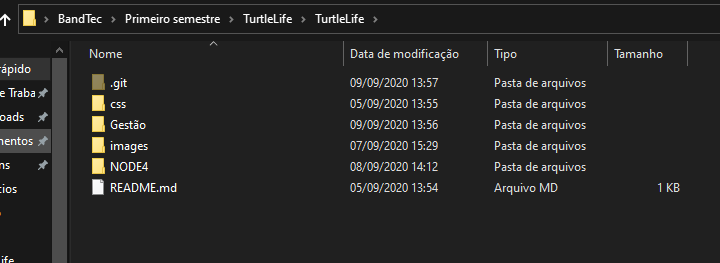 BandTec > Primeiro semestre > TurtleLife > TurtleLife >
Nome Data de modificação Tipo Tamanho
rápido
.git 09/09/2020 13:57 Pasta de arquivos
e Traba css 05/09/2020 13:55 Pasta de arquivos
oads Gestão 09/09/2020 13:56 Pasta de arquivos
mentos images 07/09/2020 15:29 Pasta de arquivos
ns NODE4 08/09/2020 14:12 Pasta de arquivos
cios README.md 05/09/2020 13:54 Arquivo MD 1 KB
ife